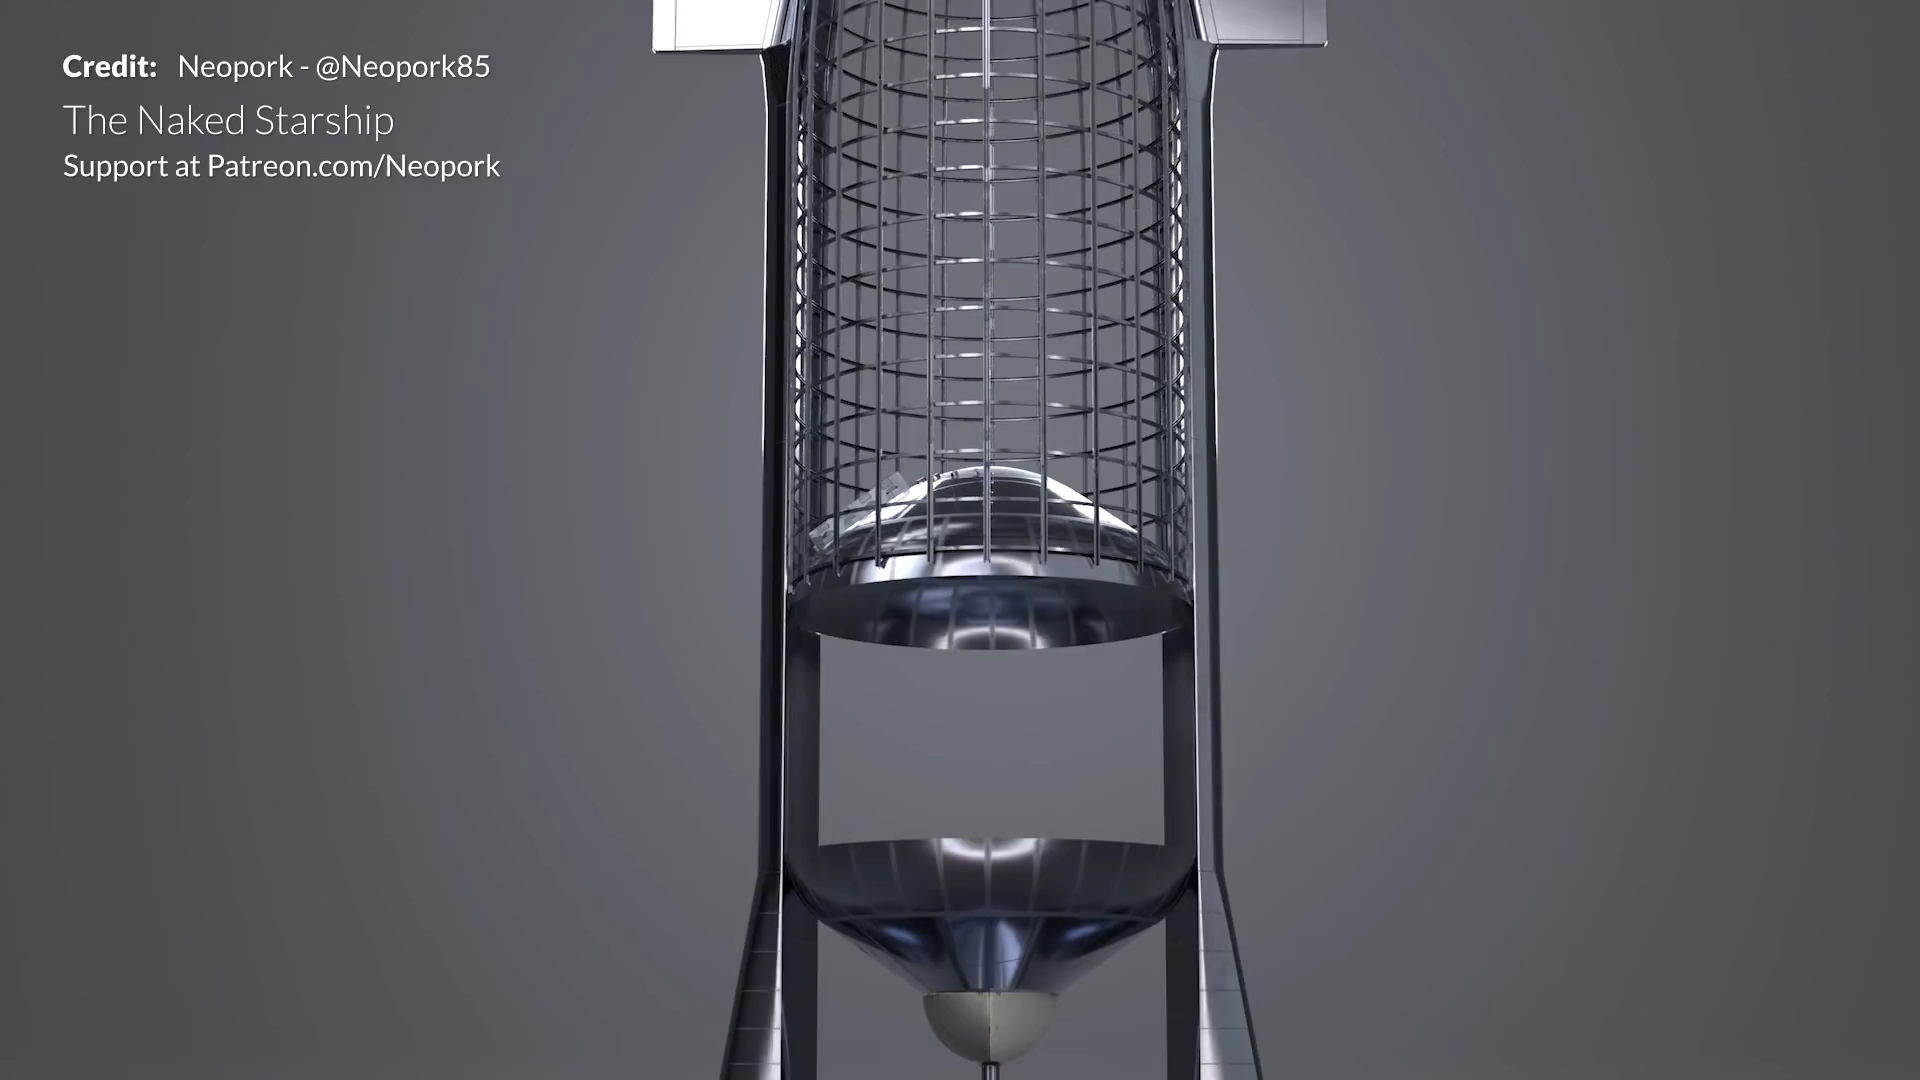 Credit: Neopork - @Neopork85
The Naked Starship
Support at Patreon.com/Neopork